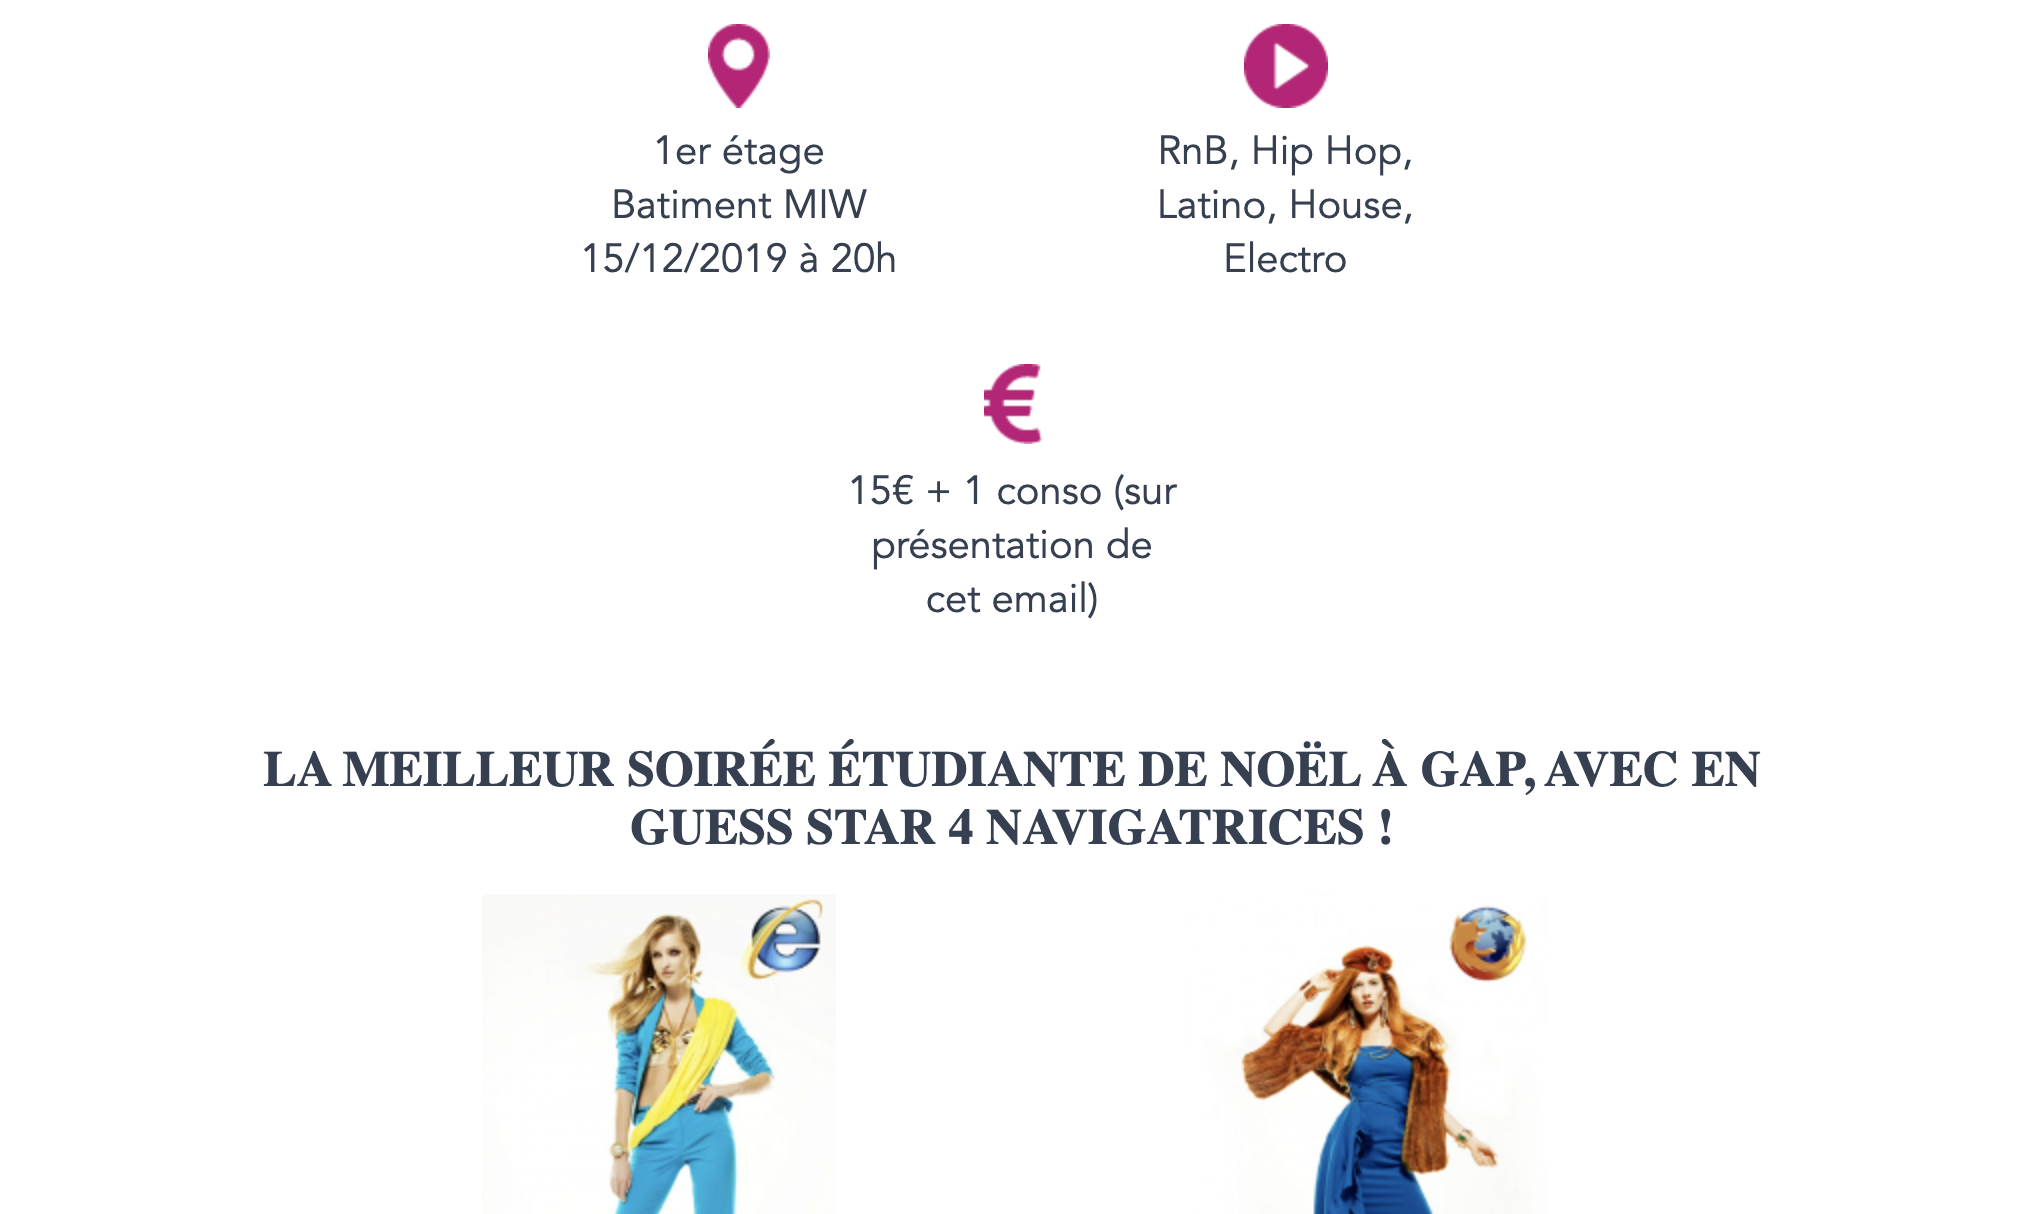 1er étage
Batiment MIW
15/12/2019 à 20h
RnB, Hip Hop,
Latino, House,
Electro
€
15€ + 1 conso (sur
présentation de
cet email)
LA MEILLEUR SOIRÉE ÉTUDIANTE DE NOËL À GAP, AVEC EN
GUESS STAR 4 NAVIGATRICES !